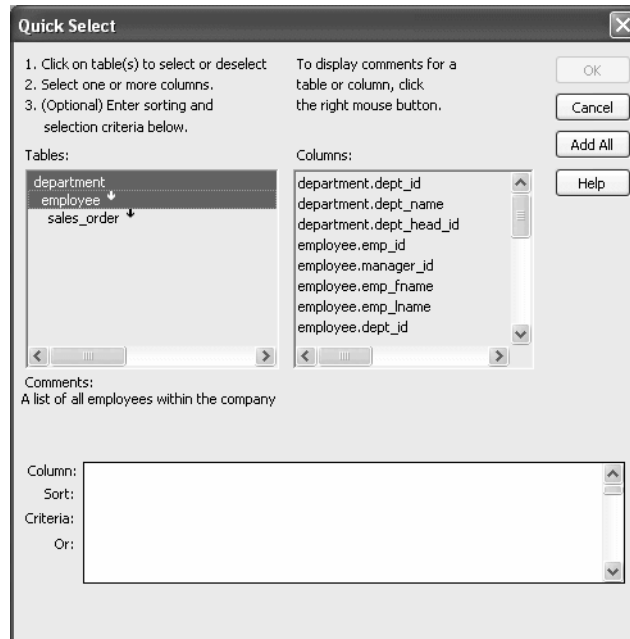 Quick Select
1. Click on table(s) to select or deselect
2. Select one or more columns.
3. (Optional) Enter sorting and
selection criteria below.
To display comments for a
table or column, click
the right mouse button.
OK
Cancel
Add All
Help
Tables:
department
employee
sales_order
Columns:
department.dept_id
department.dept_name
department.dept_head_id
employee.emp_id
employee.manager_id
employee.emp_fname
employee.emp_lname
employee.dept_id
Comments:
A list of all employees within the company
Column:
Sort:
Criteria:
Or: